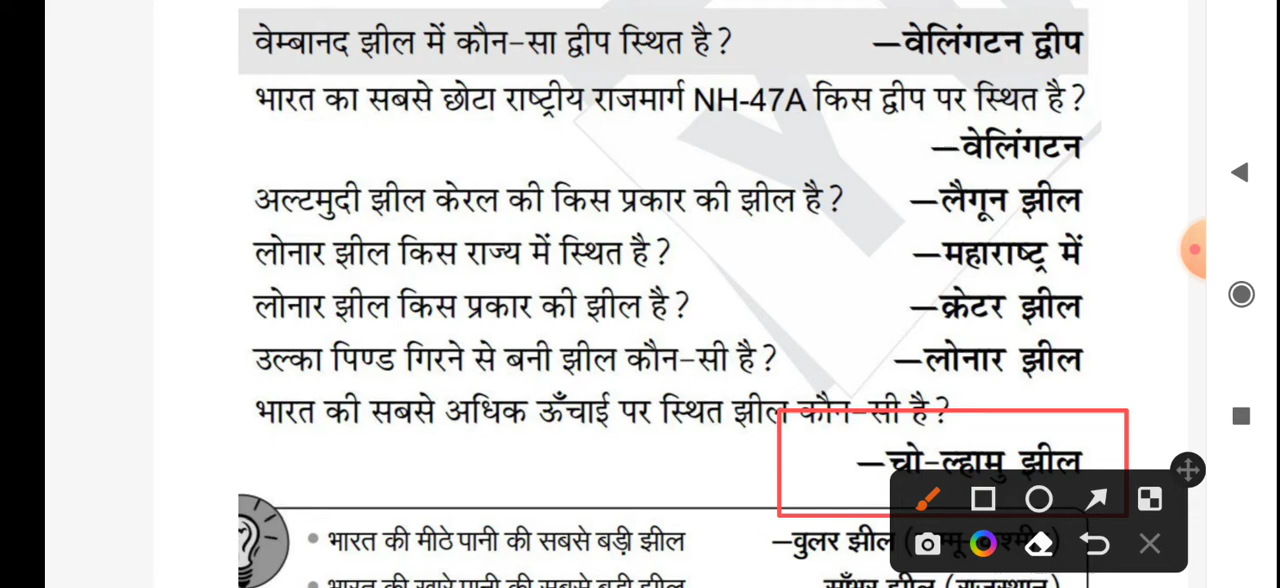 वेम्बानद झील में कौन-सा द्वीप स्थित है? —वेलिंगटन द्वीप
भारत का सबसे छोटा राष्ट्रीय राजमार्ग NH-47A किस द्वीप पर स्थित है?
—वेलिंगटन
अल्टमुदी झील केरल की किस प्रकार की झील है? —लैगून झील
लोनार झील किस राज्य में स्थित है? —महाराष्ट्र में
लोनार झील किस प्रकार की झील है? —क्रेटर झील
उल्का पिण्ड गिरने से बनी झील कौन-सी है? —लोनार झील
भारत की सबसे अधिक ऊँचाई पर स्थित झील कौन-सी है?
—चो-ल्हामु झील
• भारत की मीठे पानी की सबसे बड़ी झील —वुलर झील